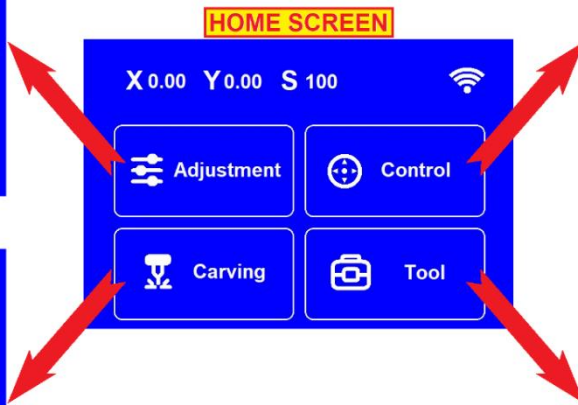 HOME SCREEN
X 0.00 Y 0.00 S 100
Adjustment
Control
Carving
Tool